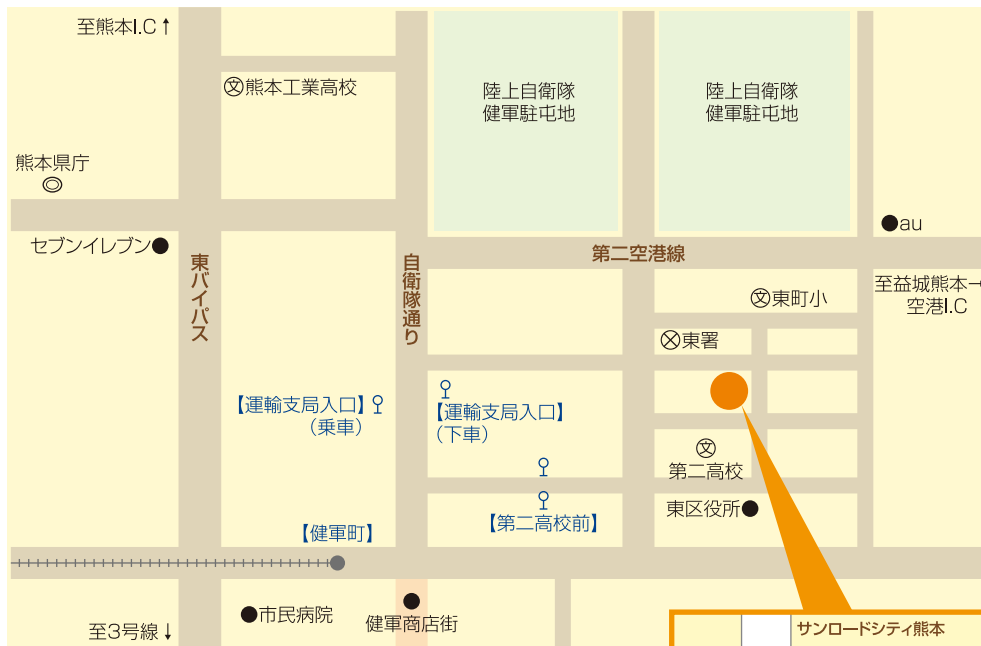 至熊本I.C↑
熊本工業高校
陸上自衛隊
健軍駐屯地
陸上自衛隊
健軍駐屯地
熊本県庁
セブンイレブン
au
第二空港線
東バイパス
自衛隊通り
至益城熊本→
空港I.C
東町小
東署
【運輸支局入口】
(乗車)
【運輸支局入口】
(下車)
第二高校
東区役所
【第二高校前】
【健軍町】
市民病院
健軍商店街
至3号線↓
サンロードシティ熊本